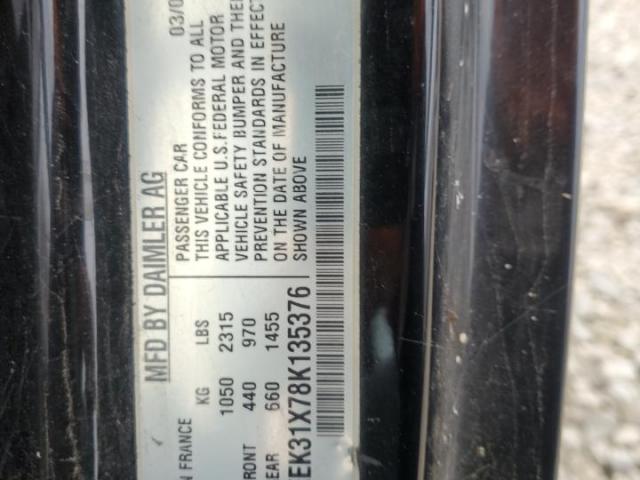 MFD BY DAIMLER AG
03/0
PASSENGER CAR
THIS VEHICLE CONFORMS TO ALL
APPLICABLE U.S. FEDERAL MOTOR
VEHICLE SAFETY BUMPER AND THE
PREVENTION STANDARDS IN EFFECT
ON THE DATE OF MANUFACTURE
SHOWN ABOVE
N FRANCE
KG LBS
1050 2315
RONT 440 970
EAR 660 1455
EK31X78K135376